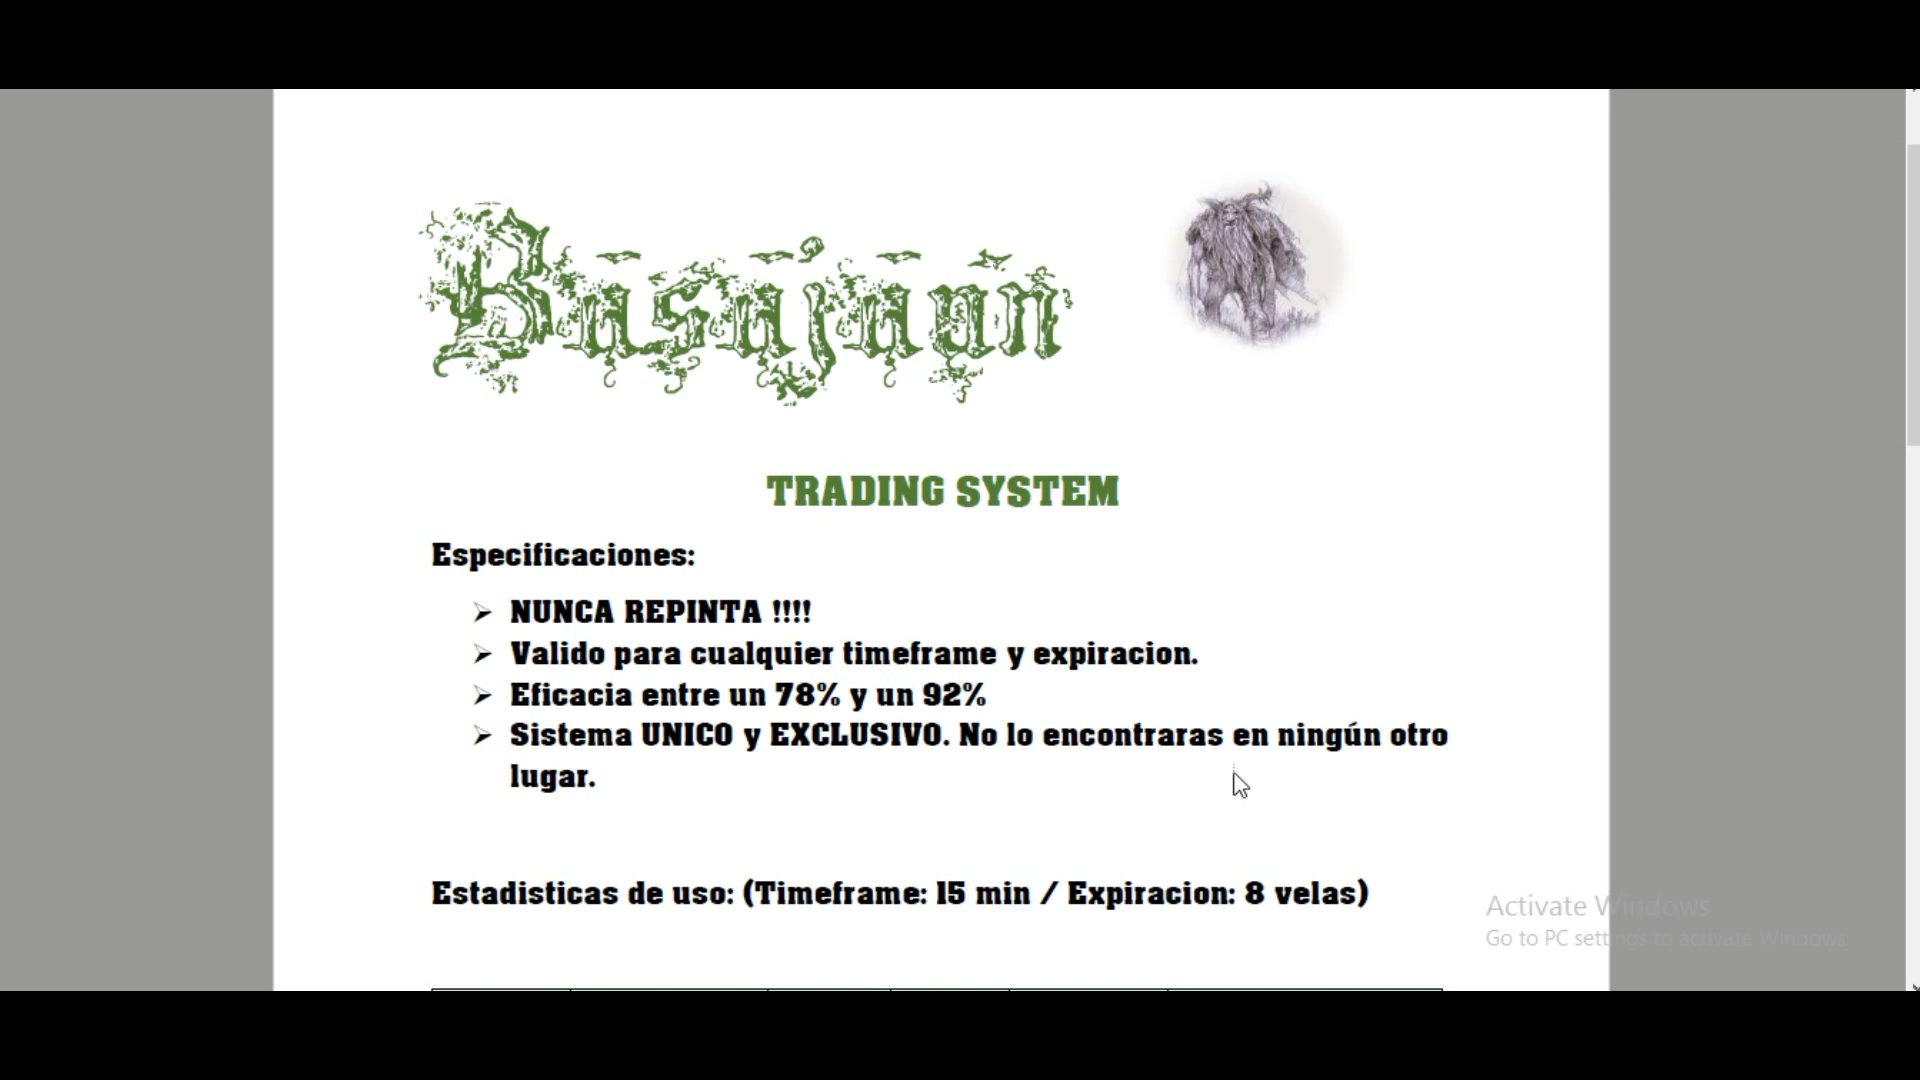 Basajaun
TRADING SYSTEM
Especificaciones:
NUNCA REPINTA !!!!
Valido para cualquier timeframe y expiracion.
Eficacia entre un 78% y un 92%
Sistema UNICO y EXCLUSIVO. No lo encontraras en ningún otro
lugar.
Estadisticas de uso: (Timeframe: 15 min / Expiracion: 8 velas)
Activate Windows
Go to PC settings to activate Windows.